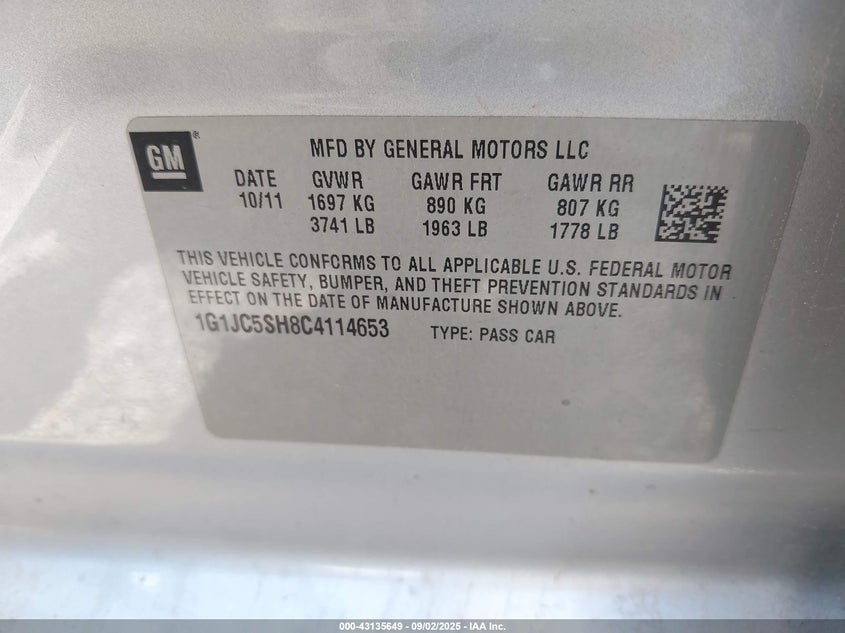 GM®
MFD BY GENERAL MOTORS LLC
DATE GVWR GAWR FRT GAWR RR
10/11 1697 KG 890 KG 807 KG
3741 LB 1963 LB 1778 LB
THIS VEHICLE CONFORMS TO ALL APPLICABLE U.S. FEDERAL MOTOR
VEHICLE SAFETY, BUMPER, AND THEFT PREVENTION STANDARDS IN
EFFECT ON THE DATE OF MANUFACTURE SHOWN ABOVE.
1G1JC5SH8C4114653 TYPE: PASS CAR
000-43135649 - 09/02/2025 - IAA Inc.